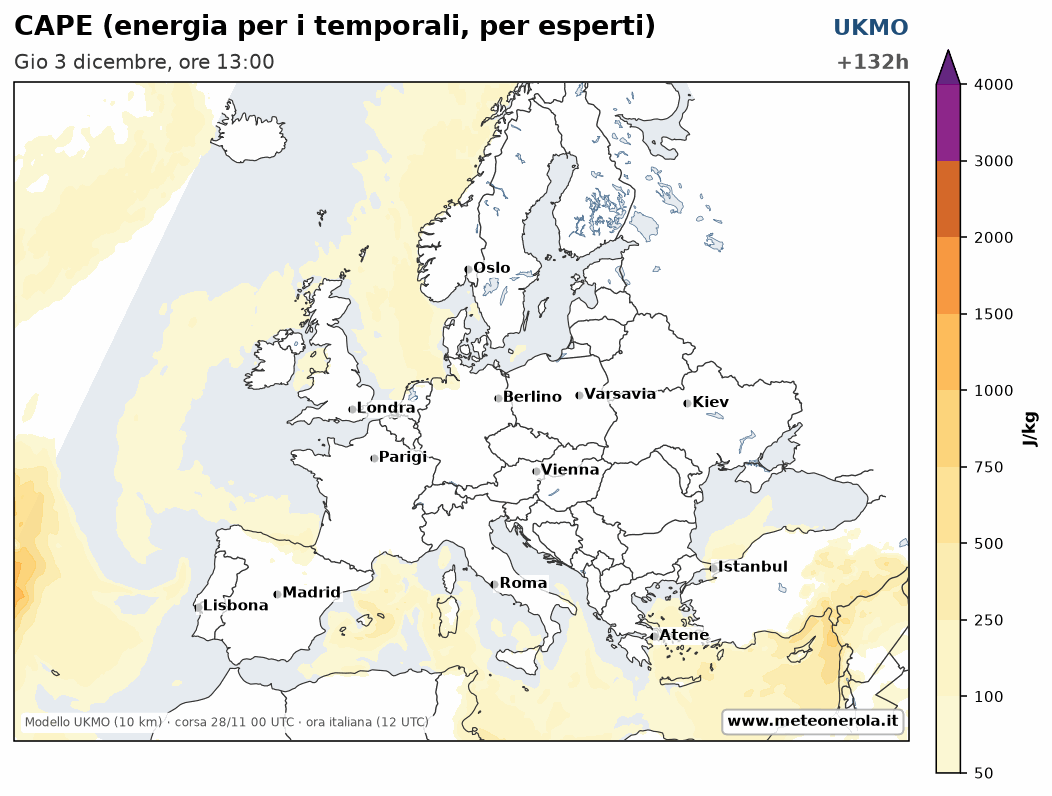 CAPE (energia per i temporali, per esperti)
UKMO
Gio 3 dicembre, ore 13:00
+132h
4000
3000
2000
1500
1000
750
500
250
100
50
J/kg
Oslo
Berlino
Varsavia
Kiev
Londra
Parigi
Vienna
Istanbul
Roma
Madrid
Lisbona
Atene
Modello UKMO (10 km) · corsa 28/11 00 UTC · ora italiana (12 UTC)
www.meteonerola.it